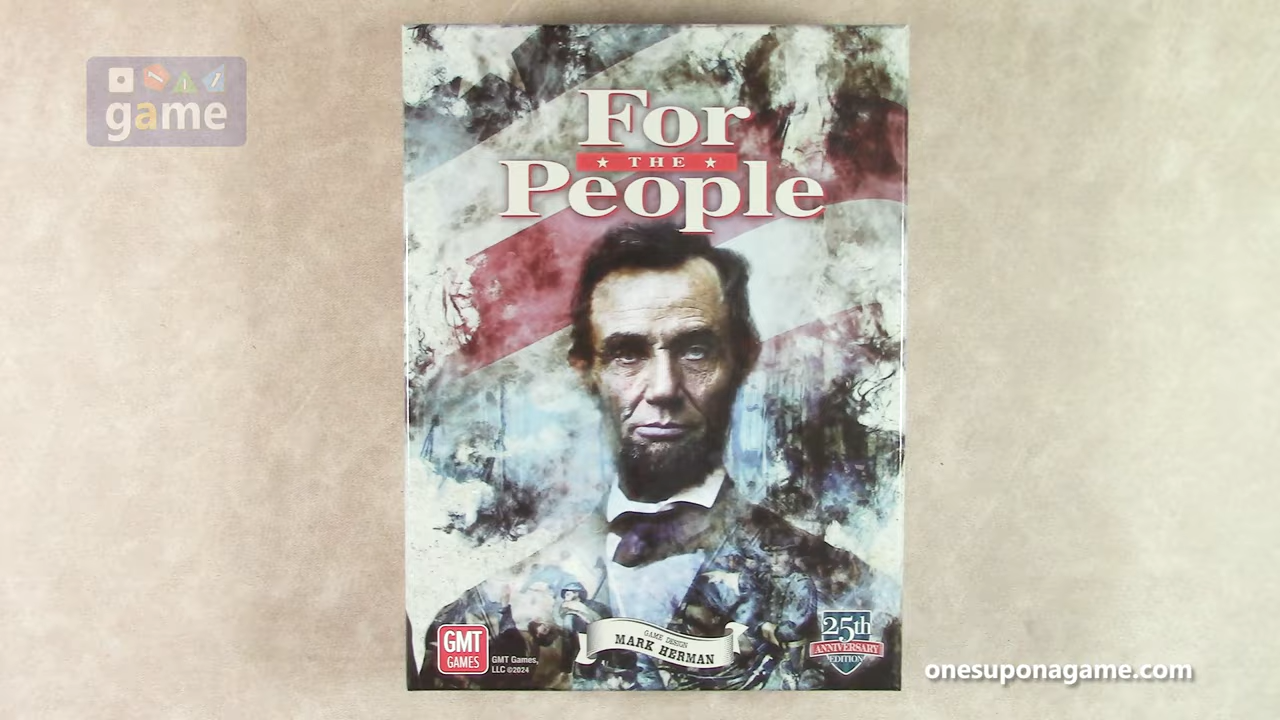 game
For
THE
People
GMT
GAMES
GMT Games,
LLC ©2024
GAME DESIGN
MARK HERMAN
25th
ANNIVERSARY
EDITION
onesuponagame.com